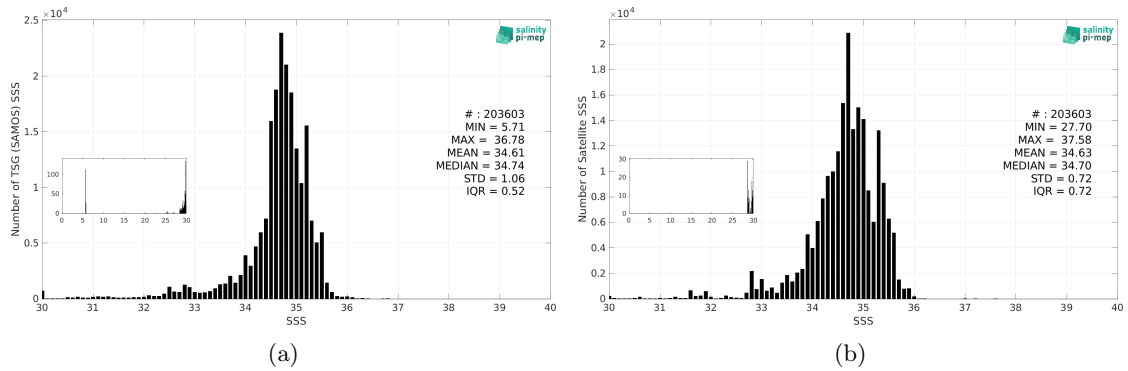 2.5 ×10⁴
2
1.5
1
0.5
0
Number of TSG (SAMOS) SSS
salinity
pi-mep
# : 203603
MIN = 5.71
MAX = 36.78
MEAN = 34.61
MEDIAN = 34.74
STD = 1.06
IQR = 0.52
100
50
0
0 5 10 15 20 25 30
30 31 32 33 34 35 36 37 38 39 40
SSS
(a)
×10⁴
2
1.8
1.6
1.4
1.2
1
0.8
0.6
0.4
0.2
0
Number of Satellite SSS
salinity
pi-mep
# : 203603
MIN = 27.70
MAX = 37.58
MEAN = 34.63
MEDIAN = 34.70
STD = 0.72
IQR = 0.72
30
20
10
0
0 5 10 15 20 25 30
30 31 32 33 34 35 36 37 38 39 40
SSS
(b)